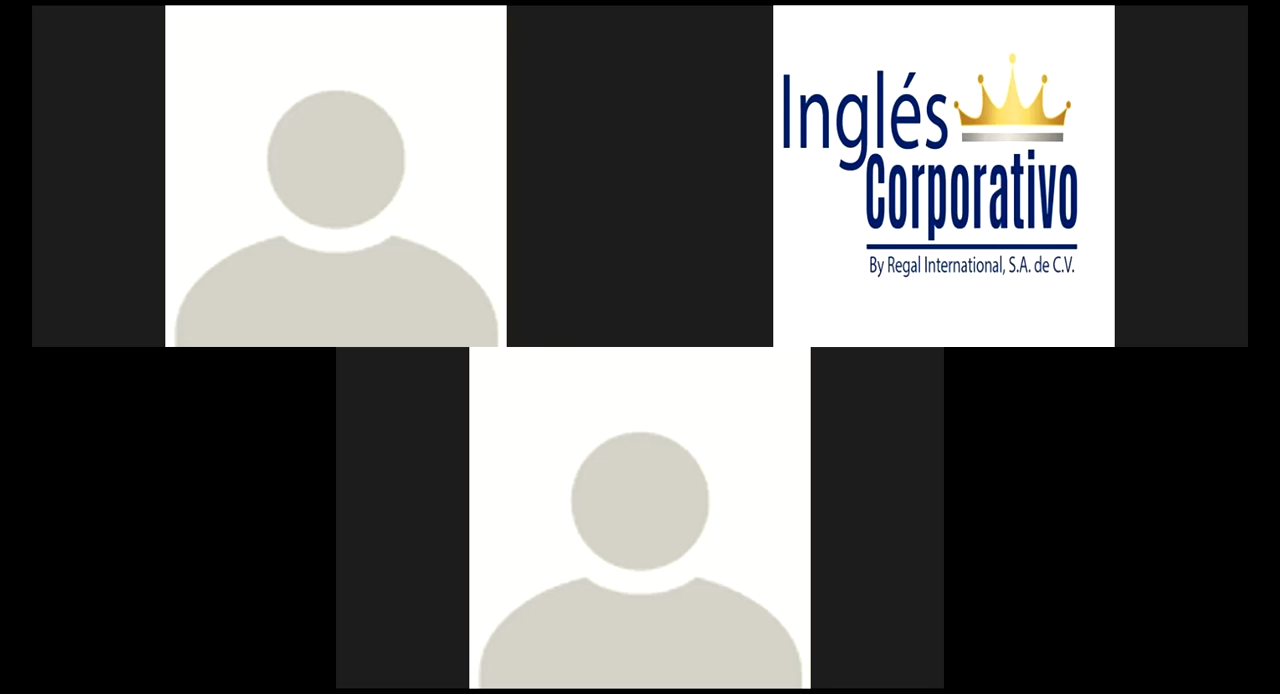 Inglés
Corporativo
By Regal International, S.A. de C.V.